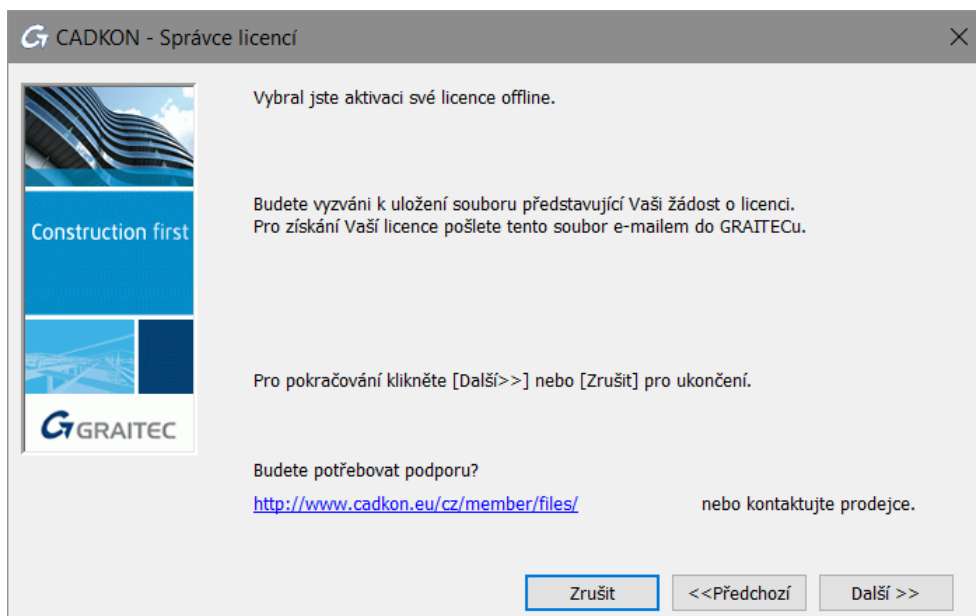 CADKON - Správce licencí
Vybral jste aktivaci své licence offline.
Budete vyzváni k uložení souboru představující Vaši žádost o licenci.
Pro získání Vaší licence pošlete tento soubor e-mailem do GRAITECu.
Construction first
Pro pokračování klikněte [Další>>] nebo [Zrušit] pro ukončení.
GRAITEC
Budete potřebovat podporu?
http://www.cadkon.eu/cz/member/files/ nebo kontaktujte prodejce.
Zrušit <<Předchozí Další >>